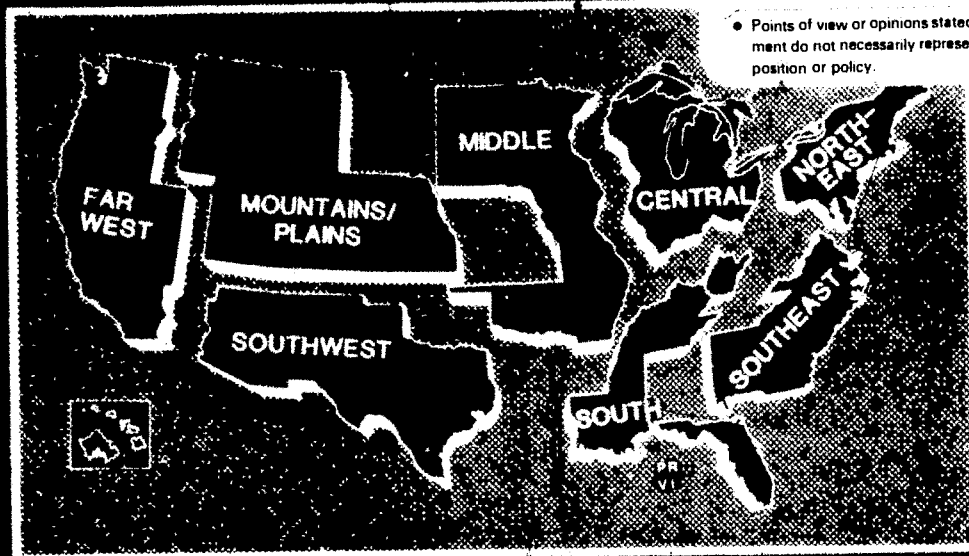 ● Points of view or opinions stated
ment do not necessarily represe
position or policy.
MIDDLE
NORTH-
EAST
FAR
WEST
MOUNTAINS/
PLAINS
CENTRAL
SOUTHWEST
SOUTHEAST
SOUTH
PR
VI